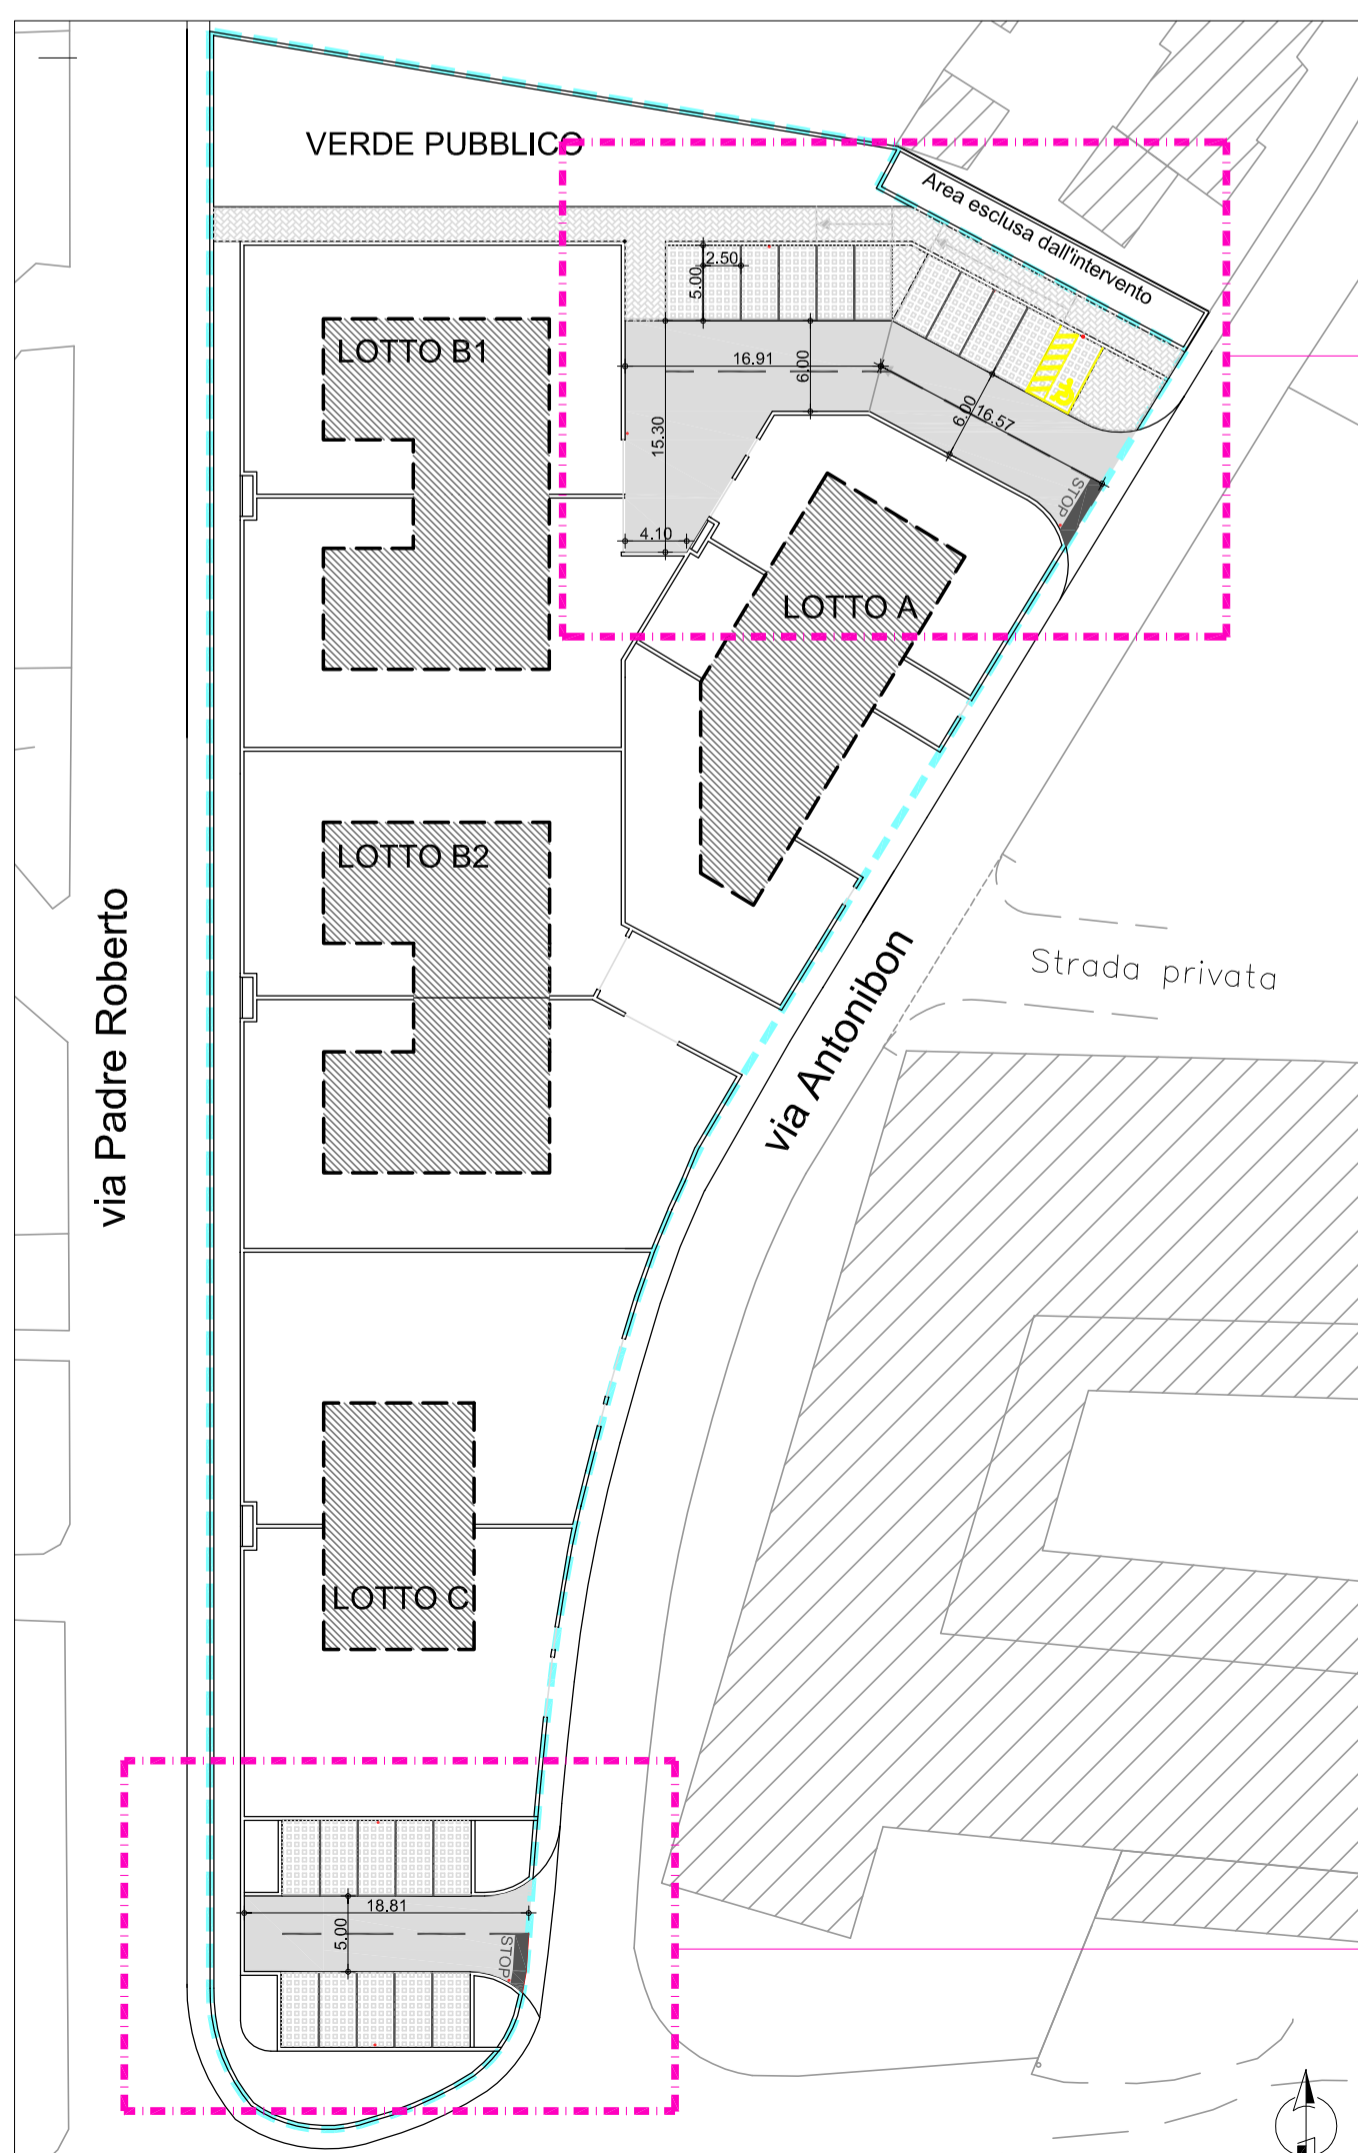 VERDE PUBBLICO
Area esclusa dall'intervento
2.50
5.00
LOTTO B1
16.91
6.00
16.57
6.00
15.30
STOP
4.10
LOTTO A
LOTTO B2
via Padre Roberto
via Antonibon
Strada privata
LOTTO C
18.81
5.00
STOP